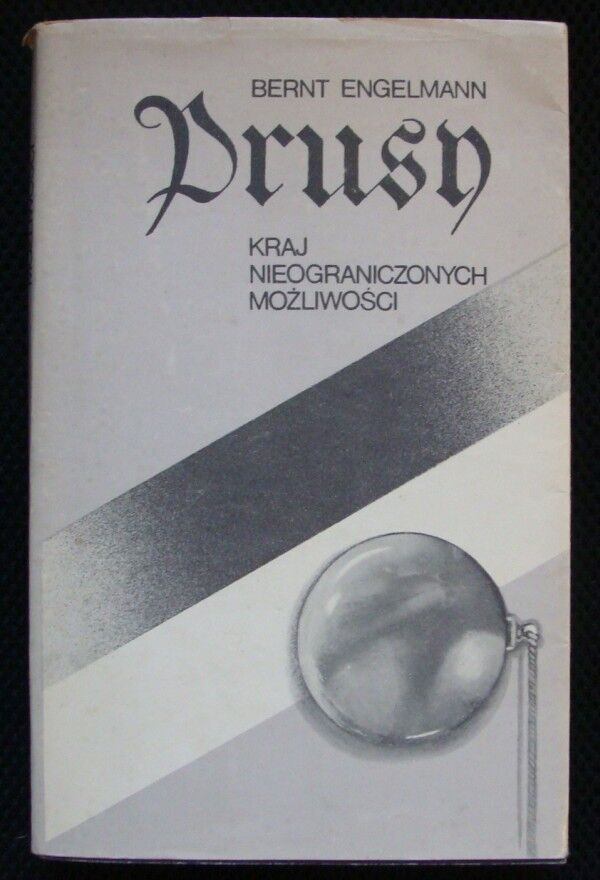 BERNT ENGELMANN
Prusy
KRAJ
NIEOGRANICZONYCH
MOŻLIWOŚCI